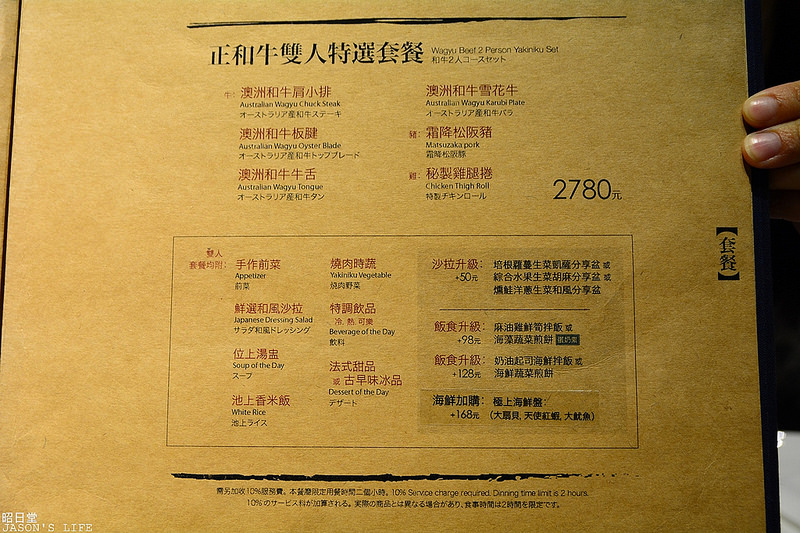 正和牛雙人特選套餐 Wagyu Beef 2 Person Yakiniku Set
和牛2人コースセット
牛: 澳洲和牛肩小排
Australian Wagyu Chuck Steak
オーストラリア産和牛ステーキ
澳洲和牛板腱
Australian Wagyu Oyster Blade
オーストラリア産和牛トップブレード
澳洲和牛牛舌
Australian Wagyu Tongue
オーストラリア産和牛タン
澳洲和牛雪花牛
Australian Wagyu Karubi Plate
オーストラリア産和牛バラ
豬: 霜降松阪豬
Matsuzaka pork
霜降松阪豚
雞: 秘製雞腿捲
Chicken Thigh Roll
特製チキンロール
2780元
【套餐】
雙人
套餐均附:
手作前菜
Appetizer
前菜
鮮選和風沙拉
Japanese Dressing Salad
サラダ和風ドレッシング
位上湯盅
Soup of the Day
スープ
池上香米飯
White Rice
池上ライス
燒肉時蔬
Yakiniku Vegetable
焼肉野菜
特調飲品
冷. 熱. 可樂
Beverage of the Day
飲料
法式甜品
或 古早味冰品
Dessert of the Day
デザート
沙拉升級: 培根蘿蔓生菜凱薩分享盆 或
+50元 綜合水果生菜胡麻分享盆 或
燻鮭洋蔥生菜和風分享盆
飯食升級: 麻油雞鮮筍拌飯 或
+98元 海藻蔬菜煎餅 蛋奶素
飯食升級: 奶油起司海鮮拌飯 或
+128元 海鮮蔬菜煎餅
海鮮加購: 極上海鮮盤:
+168元 (大扇貝, 天使紅蝦, 大魷魚)
需另加收10%服務費。本餐廳限定用餐時間二個小時。10% Service charge required. Dinning time limit is 2 hours.
10%のサービス料が加算される。実際の商品とは異なる場合があり、食事時間は2時間を限定です。
昭日堂
JASON'S LIFE